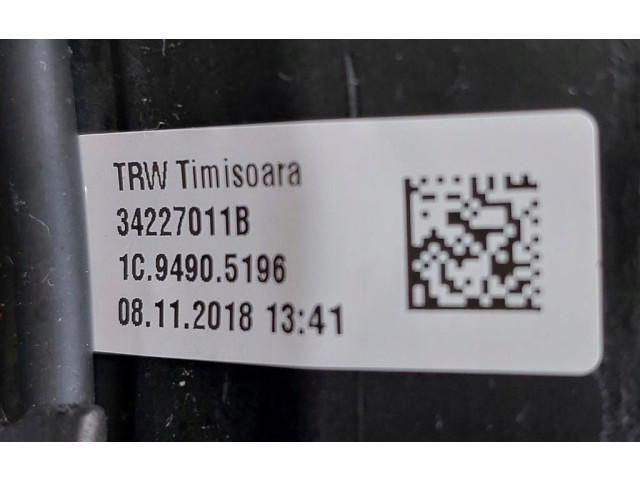 TRW Timisoara
34227011B
1C.9490.5196
08.11.2018 13:41